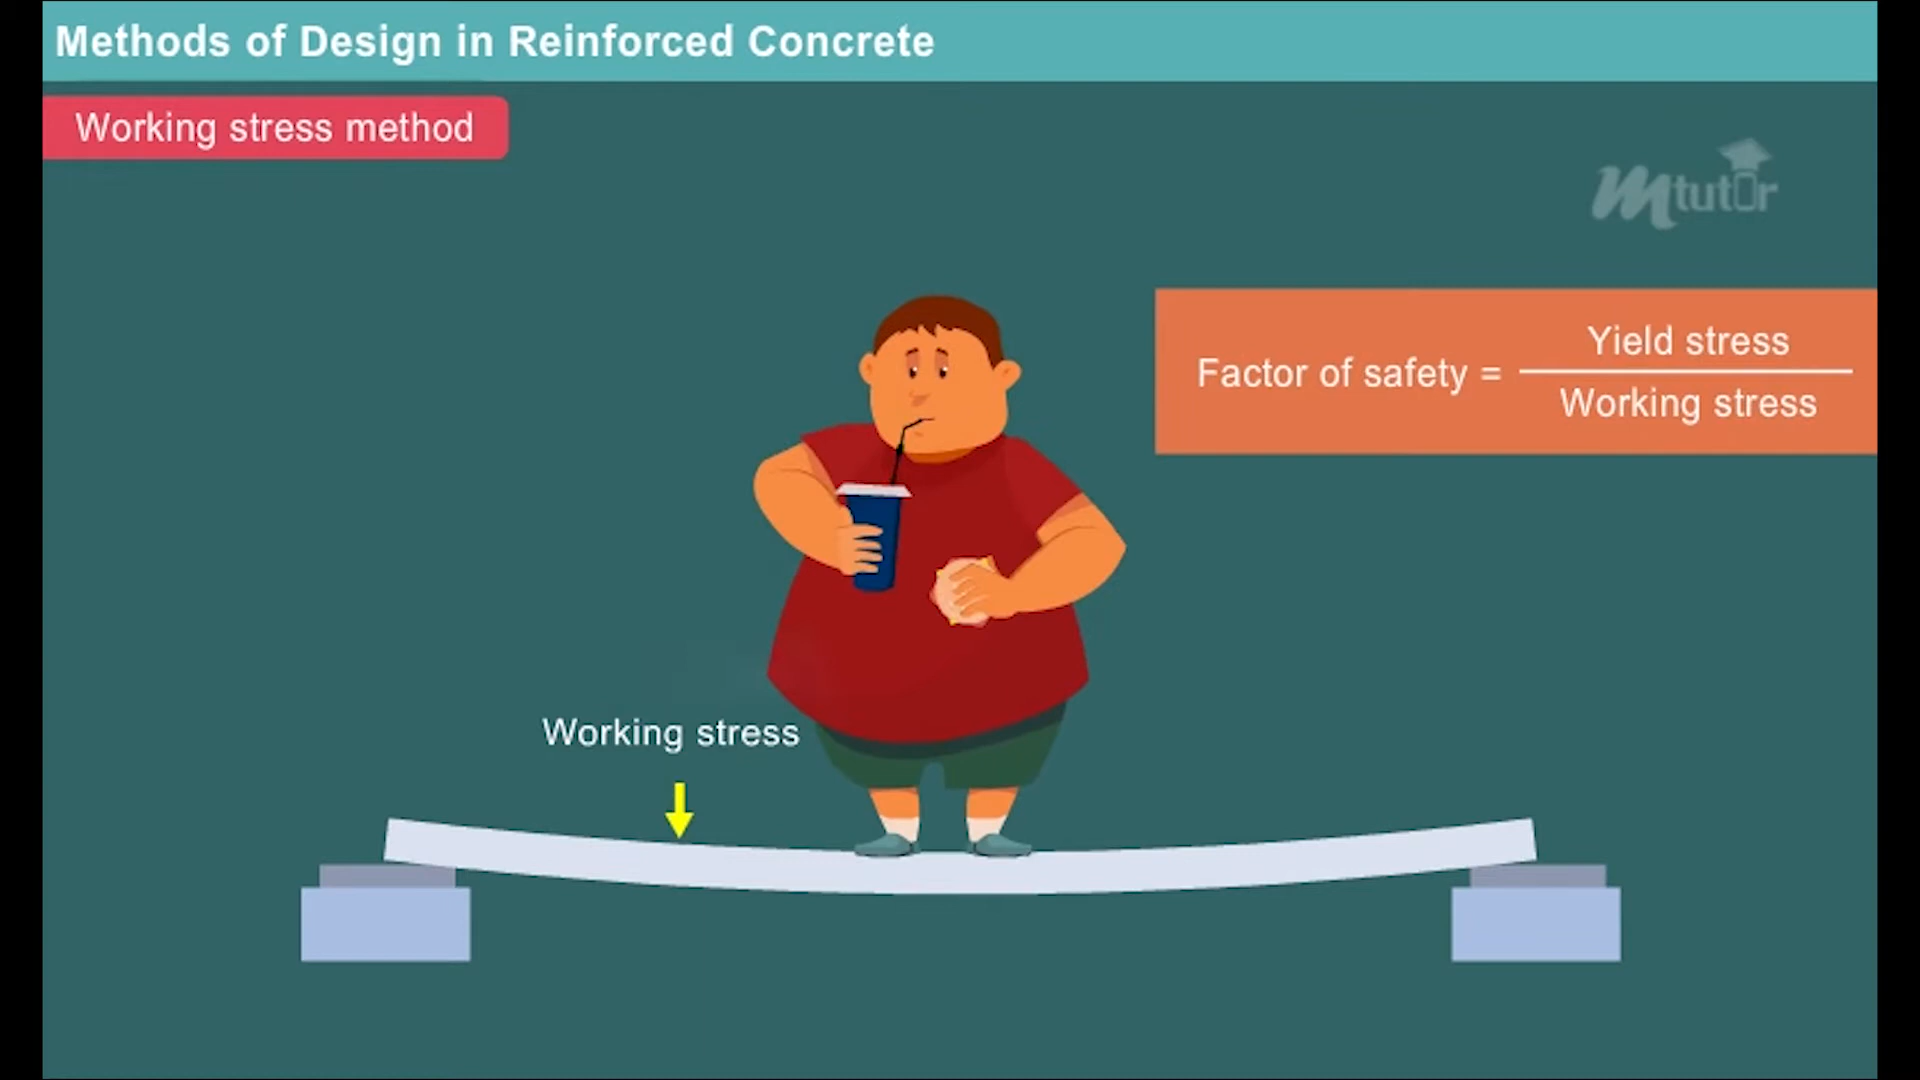 Methods of Design in Reinforced Concrete
Working stress method
Mtutor
Factor of safety =
Yield stress
Working stress
Working stress